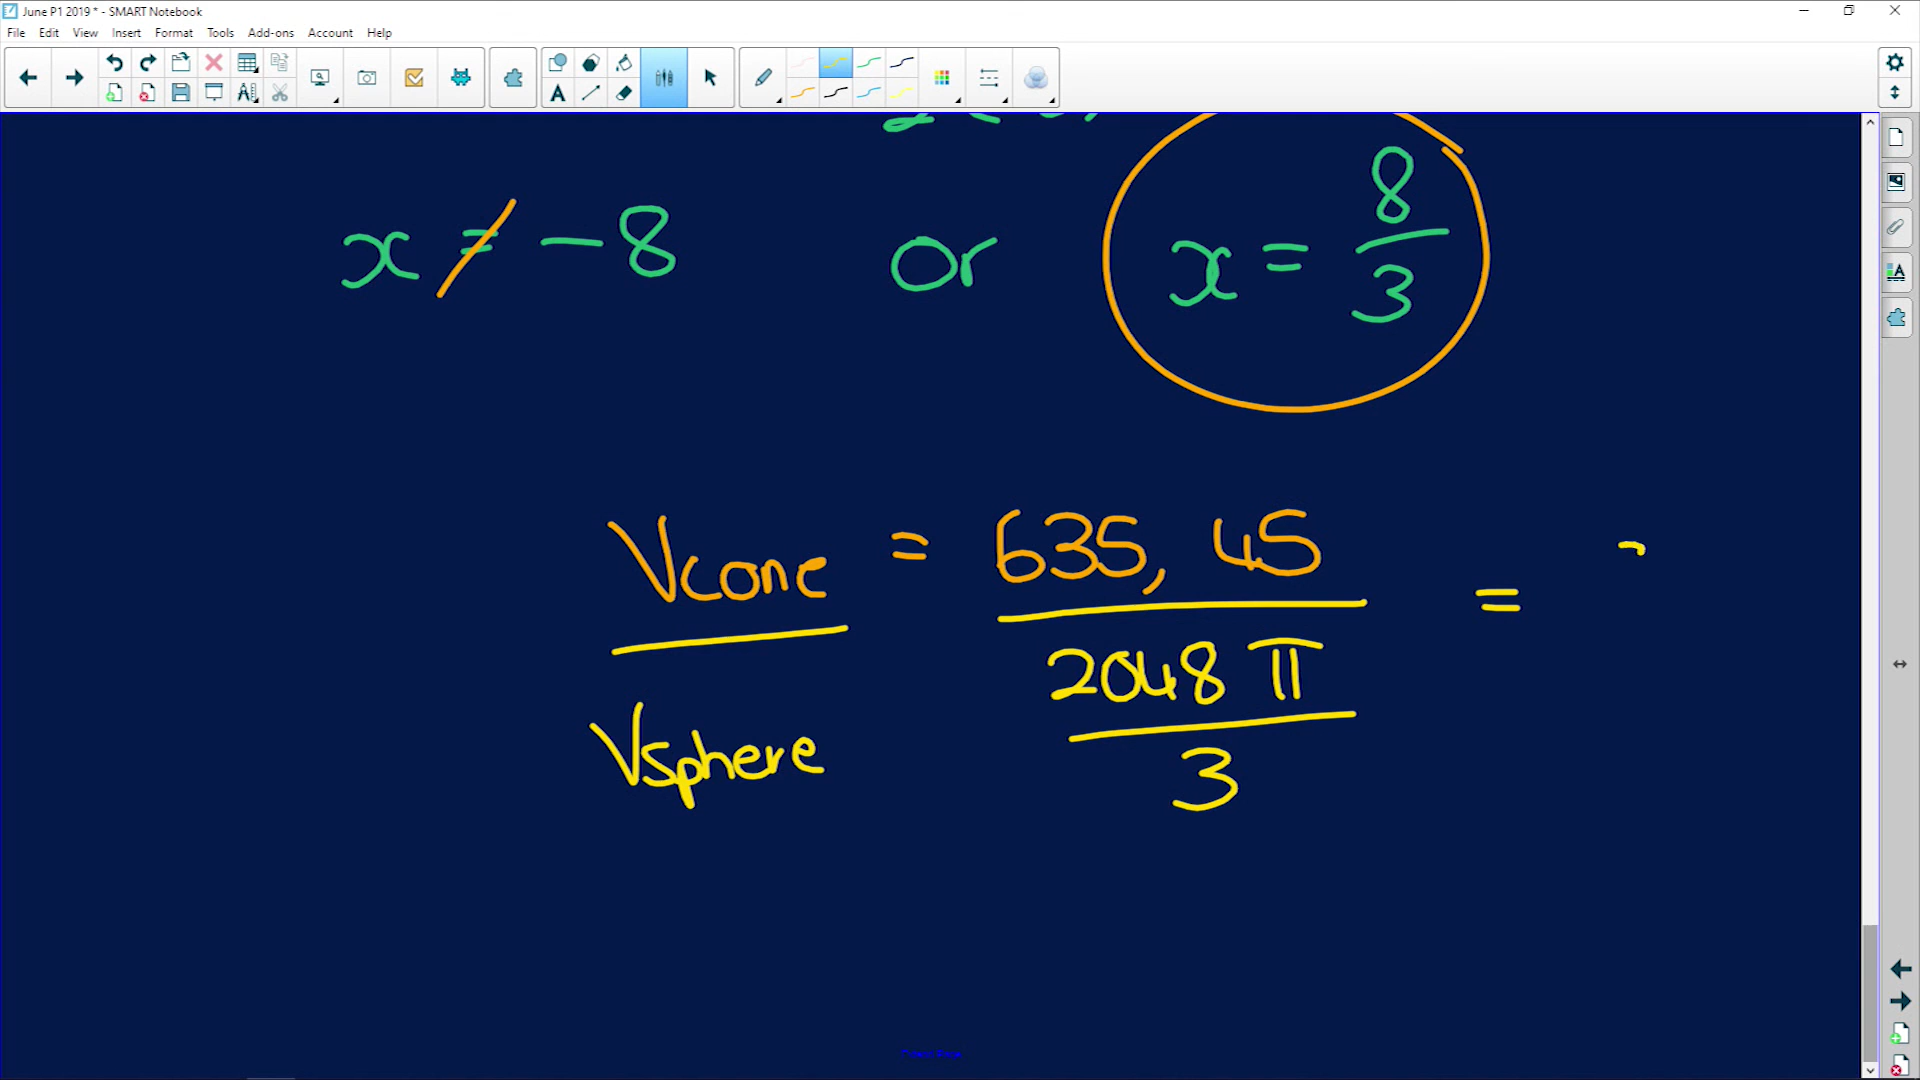 June P1 2019 * - SMART Notebook
File Edit View Insert Format Tools Add-ons Account Help
x ≠ -8 or x = 8/3
Vcone = 635, 45
=
Vsphere 2048 π
3